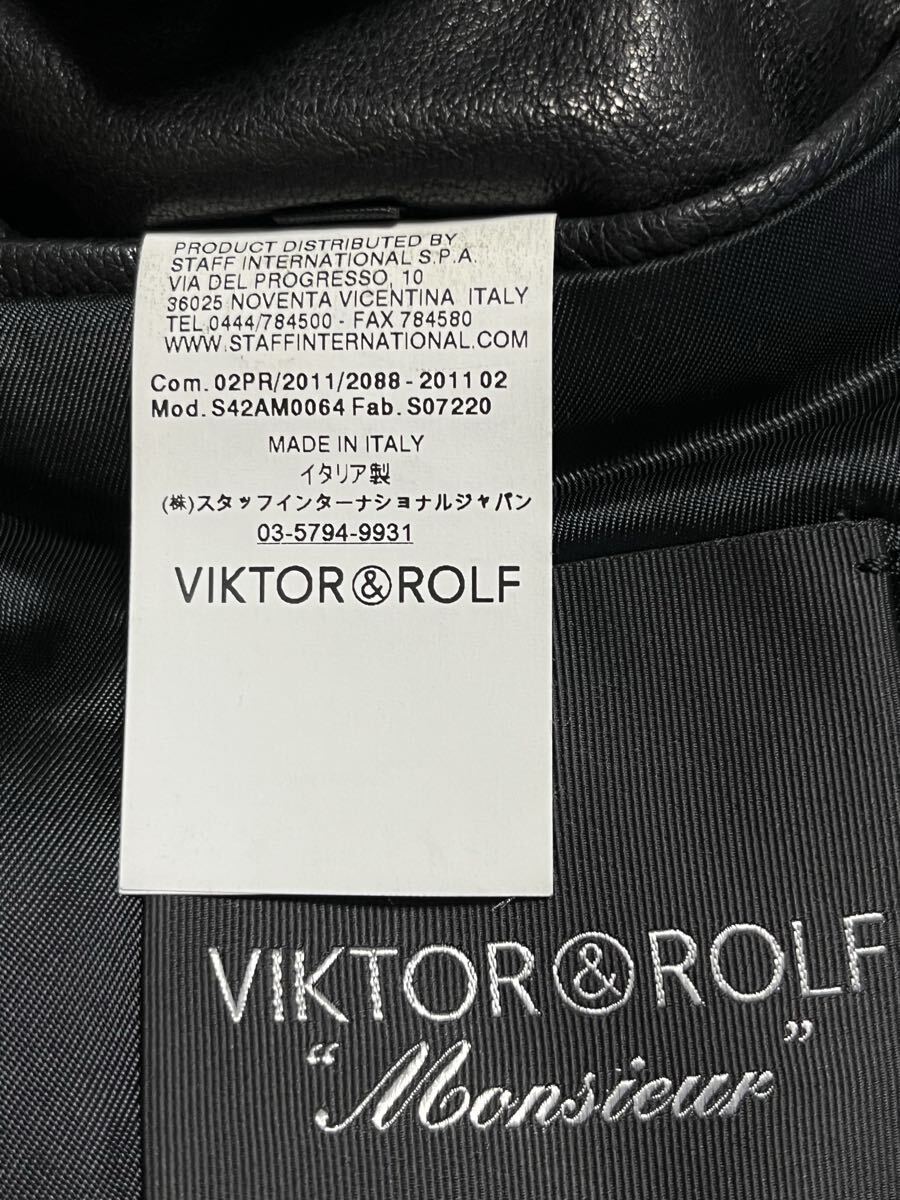 PRODUCT DISTRIBUTED BY
STAFF INTERNATIONAL S.P.A.
VIA DEL PROGRESSO, 10
36025 NOVENTA VICENTINA ITALY
TEL.0444/784500 - FAX 784580
WWW.STAFFINTERNATIONAL.COM
Com. 02PR/2011/2088 - 2011 02
Mod. S42AM0064 Fab. S07220
MADE IN ITALY
イタリア製
(株)スタッフインターナショナルジャパン
03-5794-9931
VIKTOR&ROLF
VIKTOR&ROLF
“Monsieur”